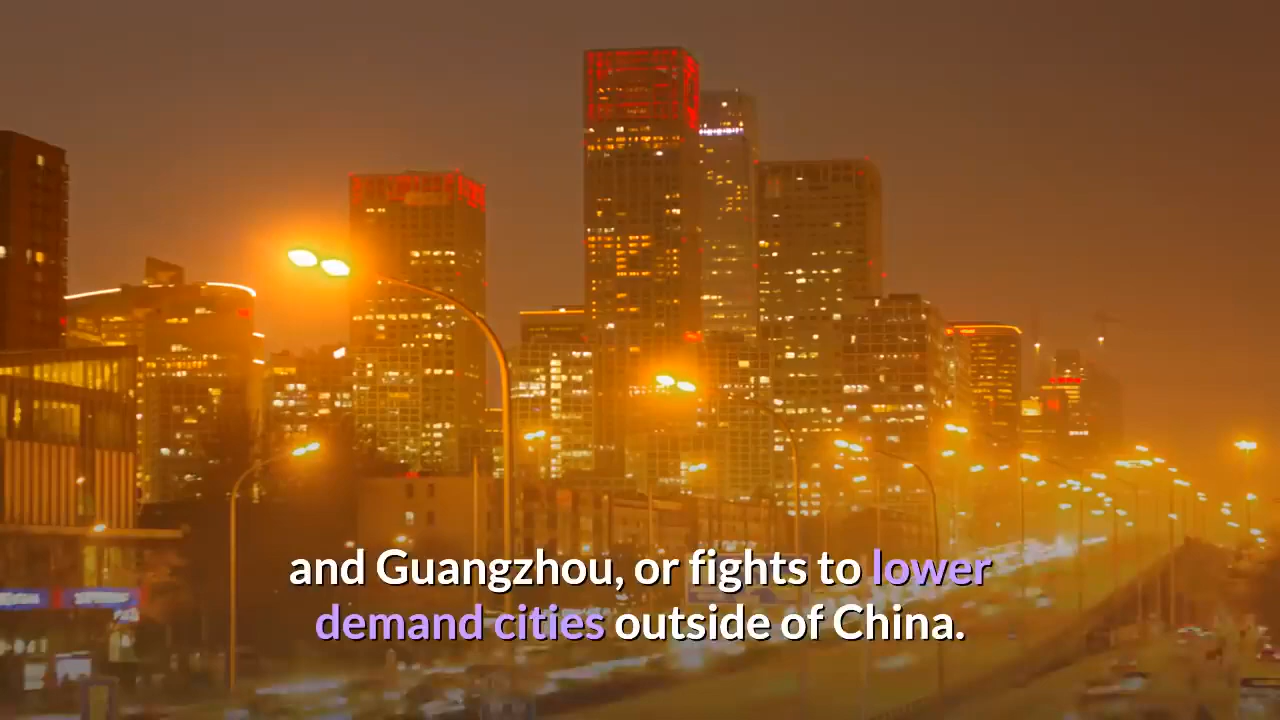 and Guangzhou, or fights to lower
demand cities outside of China.